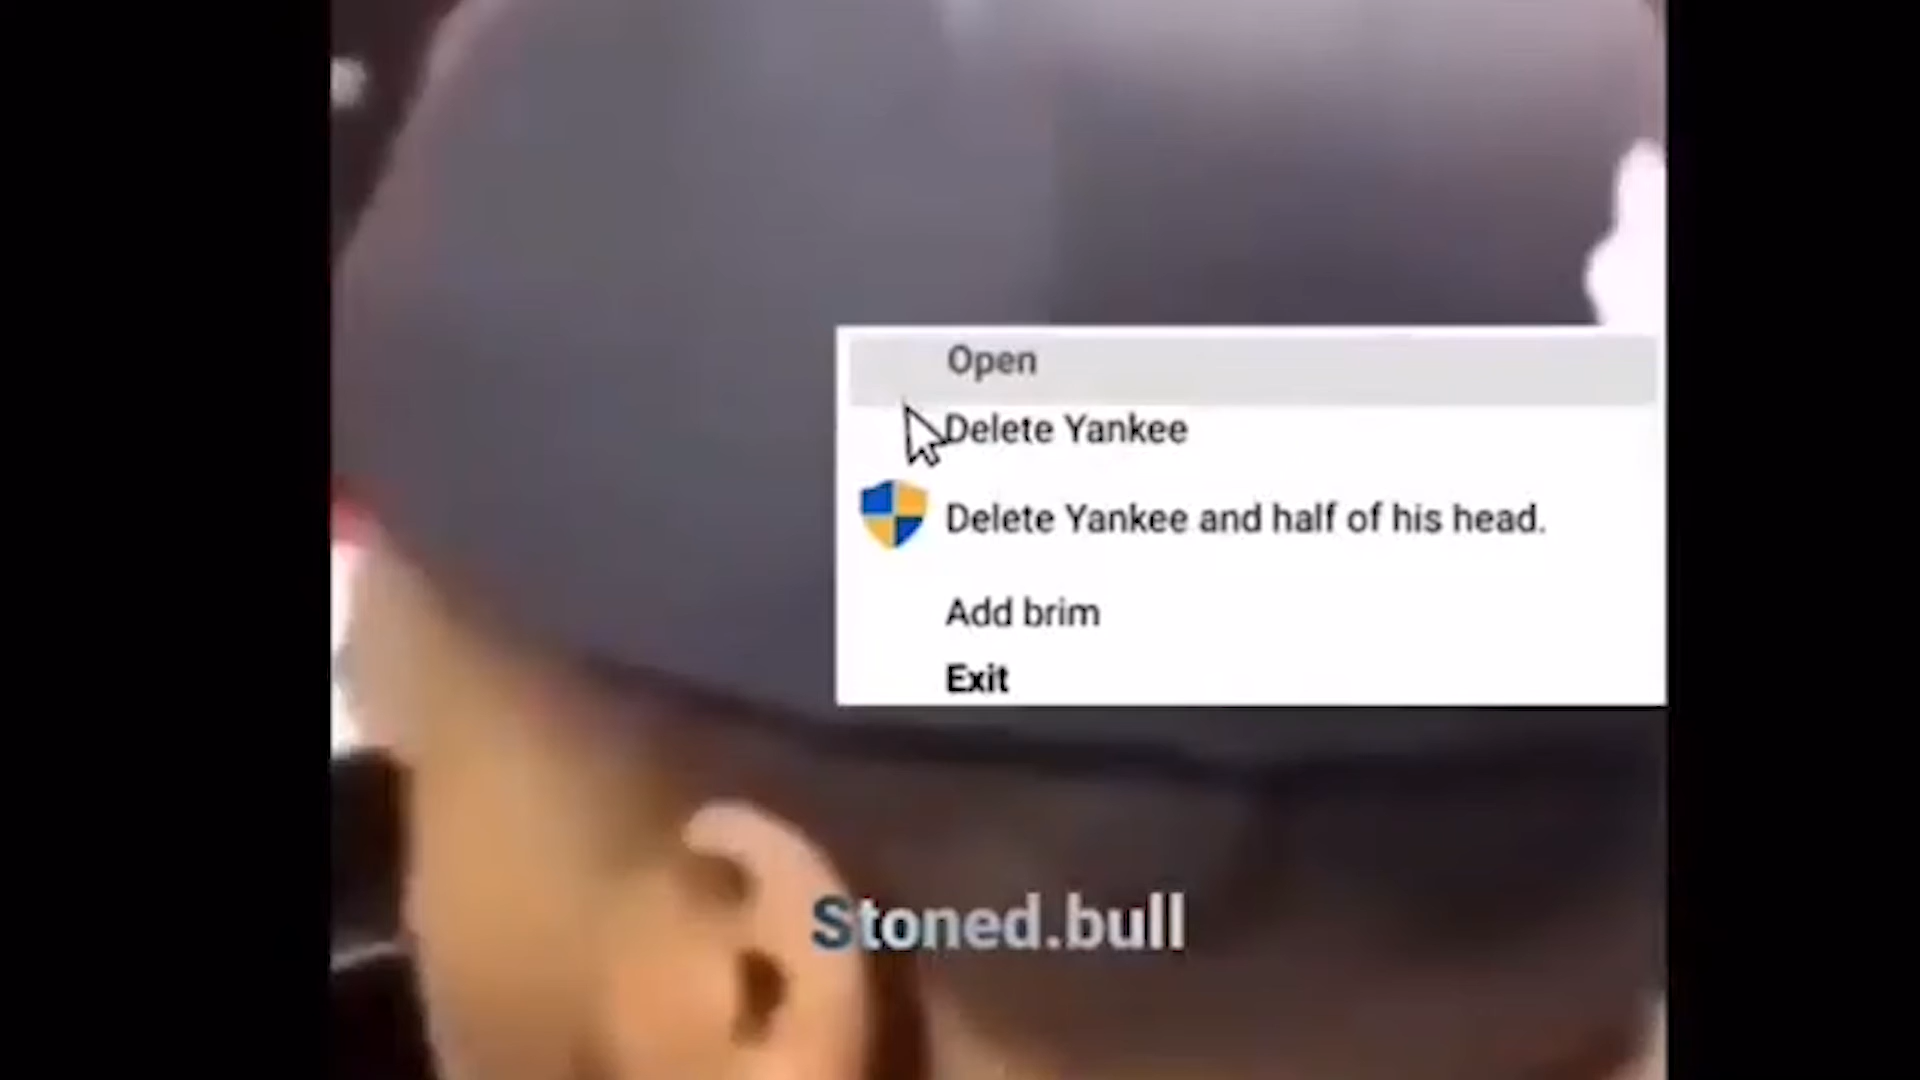 Open
Delete Yankee
Delete Yankee and half of his head.
Add brim
Exit
Stoned.bull